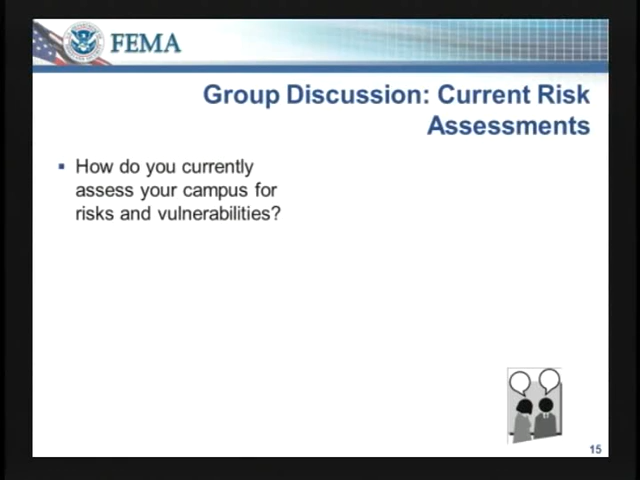 FEMA
Group Discussion: Current Risk
Assessments
▪ How do you currently
assess your campus for
risks and vulnerabilities?
15